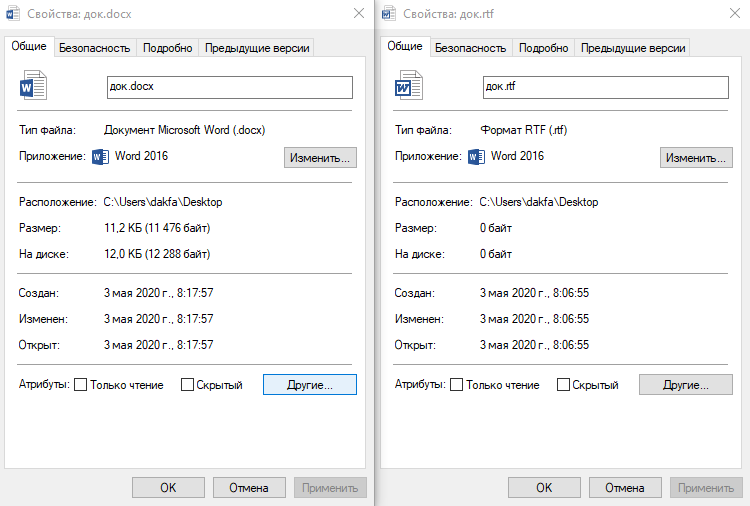 Свойства: док.docx
Общие Безопасность Подробно Предыдущие версии
док.docx
Тип файла: Документ Microsoft Word (.docx)
Приложение: Word 2016 Изменить...
Расположение: C:\Users\dakfa\Desktop
Размер: 11,2 КБ (11 476 байт)
На диске: 12,0 КБ (12 288 байт)
Создан: 3 мая 2020 г., 8:17:57
Изменен: 3 мая 2020 г., 8:17:57
Открыт: 3 мая 2020 г., 8:17:57
Атрибуты: Только чтение Скрытый Другие...
OK Отмена Применить
Свойства: док.rtf
Общие Безопасность Подробно Предыдущие версии
док.rtf
Тип файла: Формат RTF (.rtf)
Приложение: Word 2016 Изменить...
Расположение: C:\Users\dakfa\Desktop
Размер: 0 байт
На диске: 0 байт
Создан: 3 мая 2020 г., 8:06:55
Изменен: 3 мая 2020 г., 8:06:55
Открыт: 3 мая 2020 г., 8:06:55
Атрибуты: Только чтение Скрытый Другие...
OK Отмена Применить